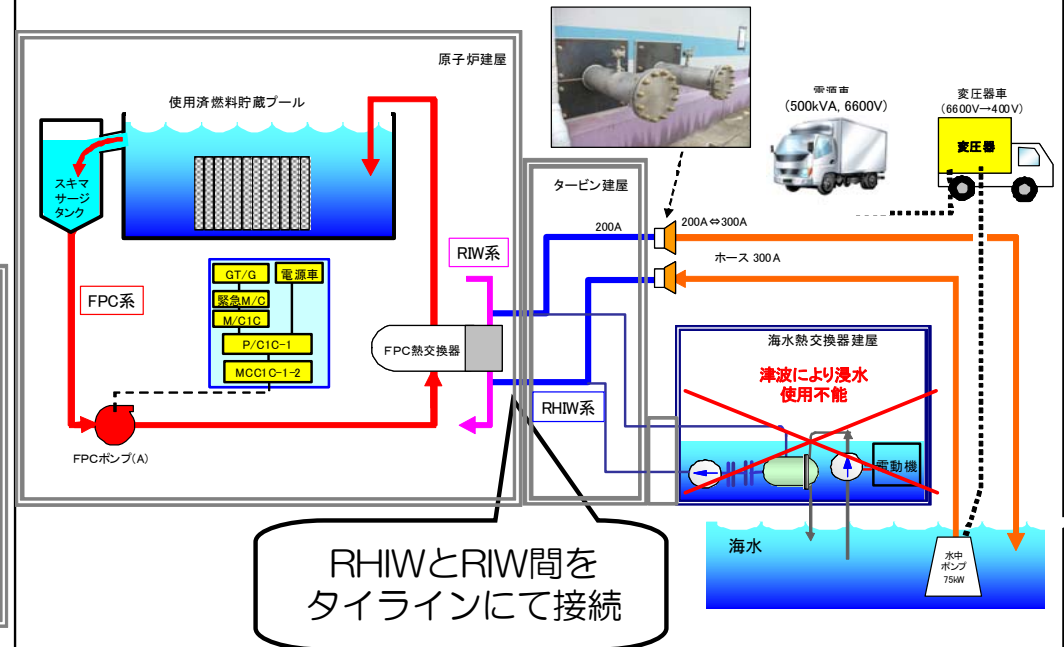 原子炉建屋
使用済燃料貯蔵プール
スキマ
サージ
タンク
FPC系
GT/G
電源車
緊急M/C
M/C1C
P/C1C-1
MCC1C-1-2
FPCポンプ(A)
RIW系
FPC熱交換器
RHIW系
タービン建屋
200A
200A⇔300A
ホース 300A
電源車
(500kVA, 6600V)
変圧器車
(6600V→400V)
変圧器
海水熱交換器建屋
津波により浸水
使用不能
電動機
海水
水中
ポンプ
75kW
RHIWとRIW間を
タイラインにて接続